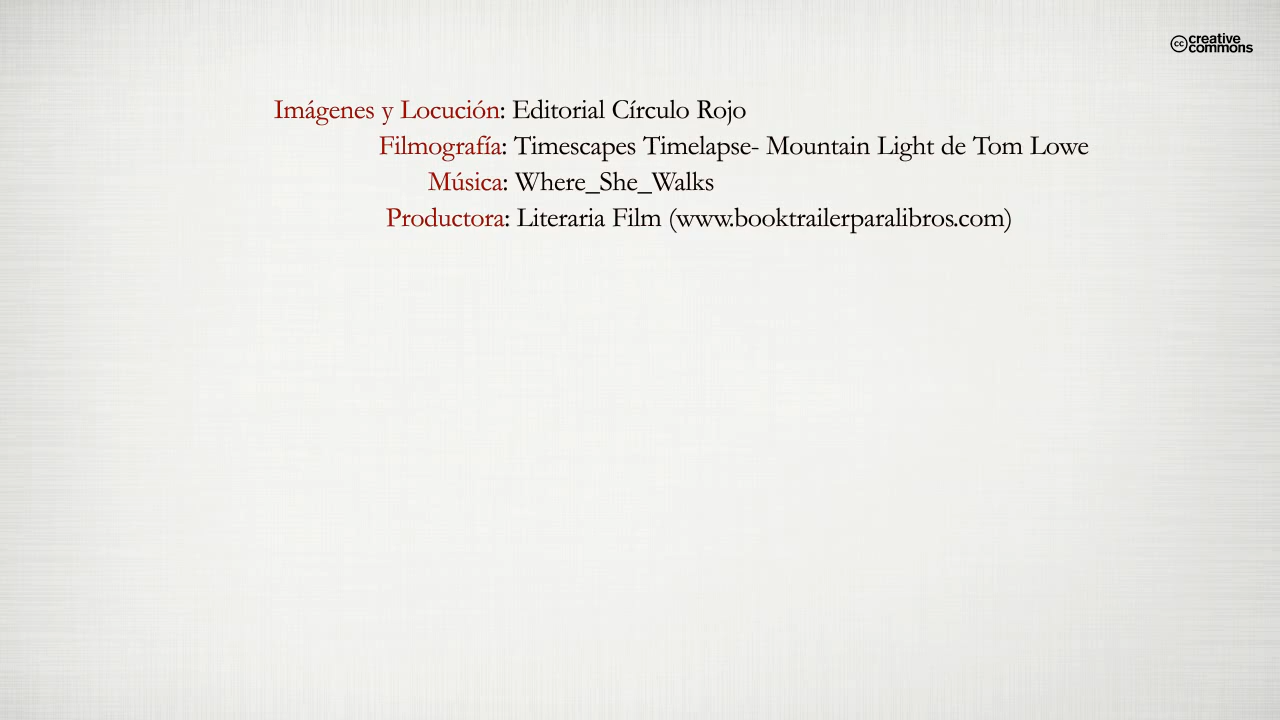 cc creative
commons
Imágenes y Locución: Editorial Círculo Rojo
Filmografía: Timescapes Timelapse- Mountain Light de Tom Lowe
Música: Where_She_Walks
Productora: Literaria Film (www.booktrailerparalibros.com)